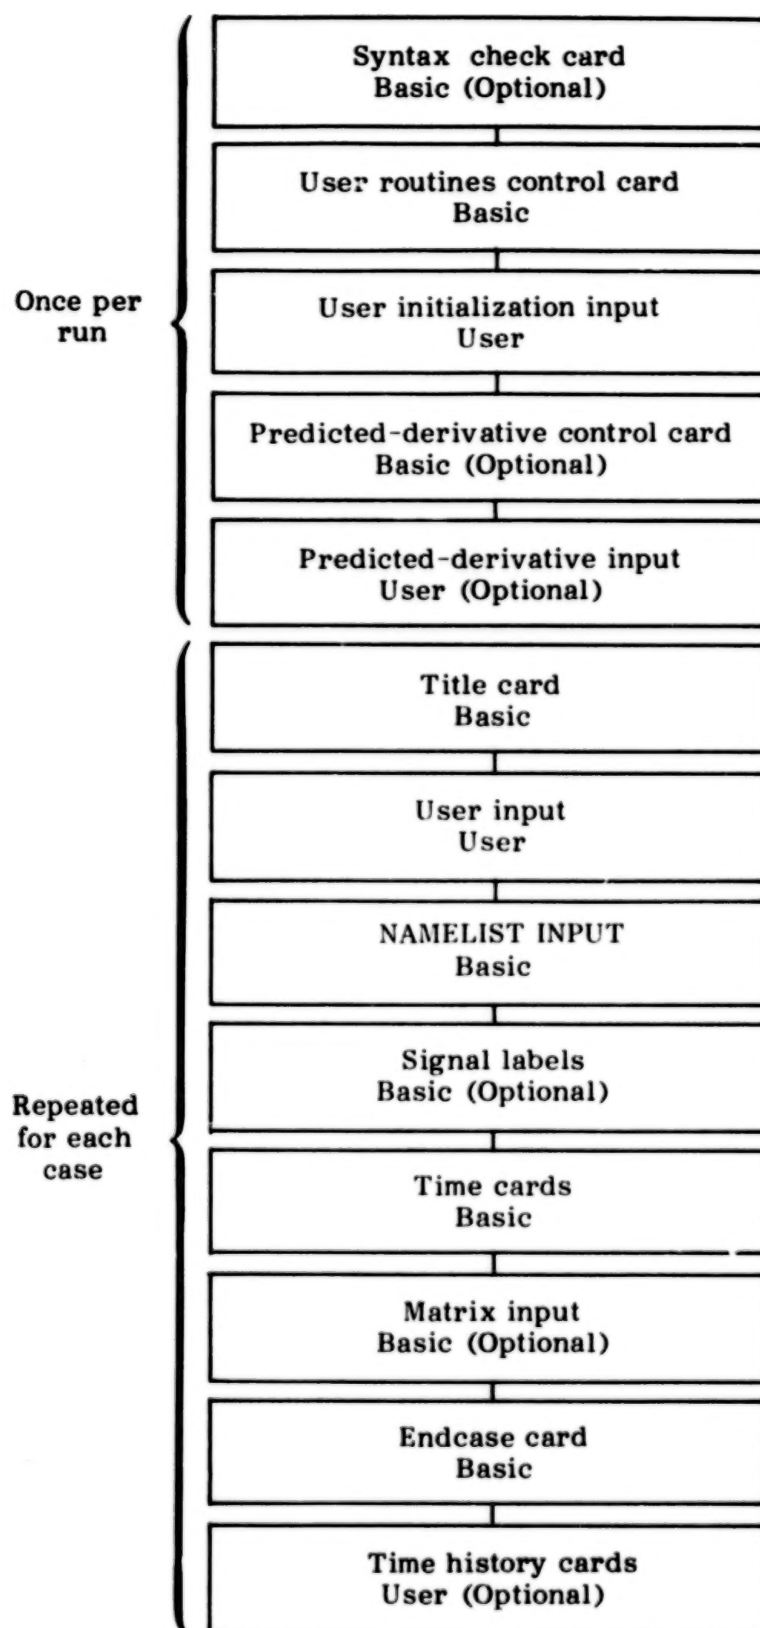 Syntax check card
Basic (Optional)
User routines control card
Basic
Once per
run
User initialization input
User
Predicted-derivative control card
Basic (Optional)
Predicted-derivative input
User (Optional)
Title card
Basic
User input
User
NAMELIST INPUT
Basic
Signal labels
Basic (Optional)
Repeated
for each
case
Time cards
Basic
Matrix input
Basic (Optional)
Endcase card
Basic
Time history cards
User (Optional)